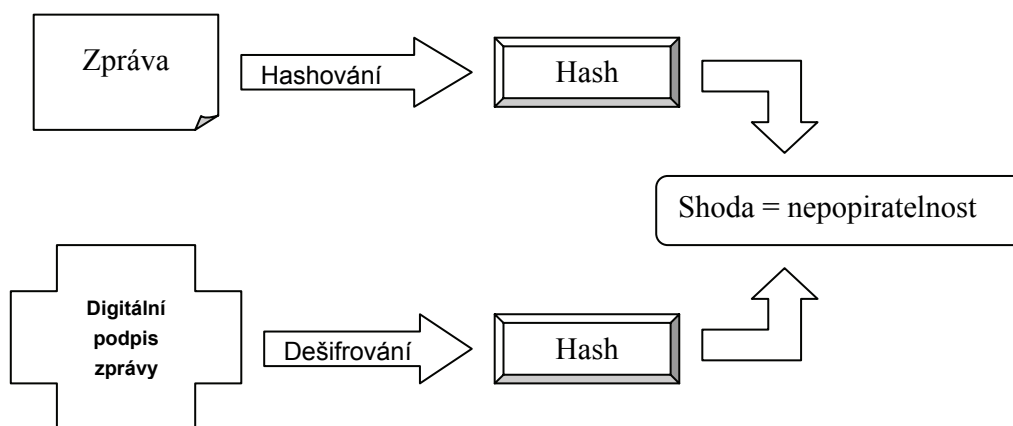 Zpráva
Hashování
Hash
Shoda = nepopiratelnost
Digitální
podpis
zprávy
Dešifrování
Hash